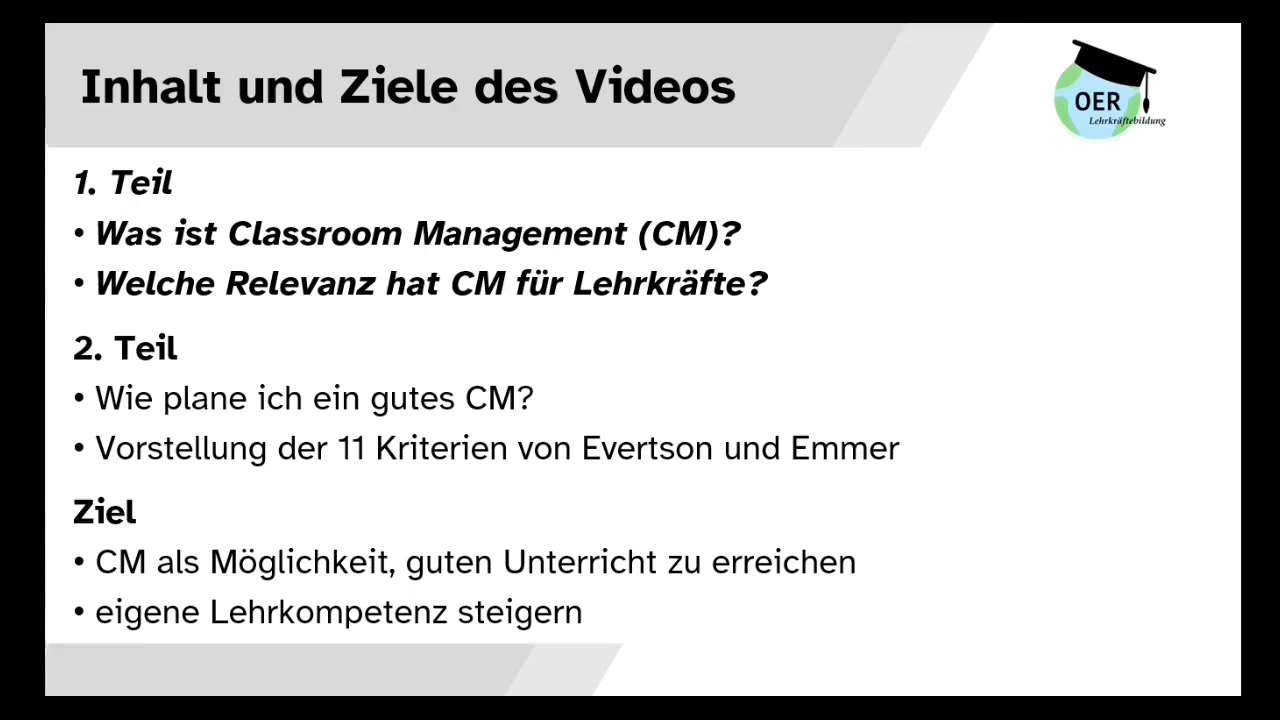 Inhalt und Ziele des Videos
OER
Lehrkräftebildung
1. Teil
• Was ist Classroom Management (CM)?
• Welche Relevanz hat CM für Lehrkräfte?
2. Teil
• Wie plane ich ein gutes CM?
• Vorstellung der 11 Kriterien von Evertson und Emmer
Ziel
• CM als Möglichkeit, guten Unterricht zu erreichen
• eigene Lehrkompetenz steigern